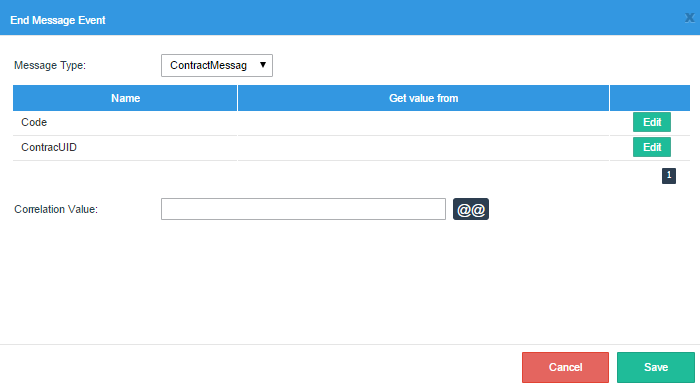 End Message Event x
Message Type: ContractMessag ▼
Name Get value from
Code Edit
ContracUID Edit
1
Correlation Value: @@
Cancel Save